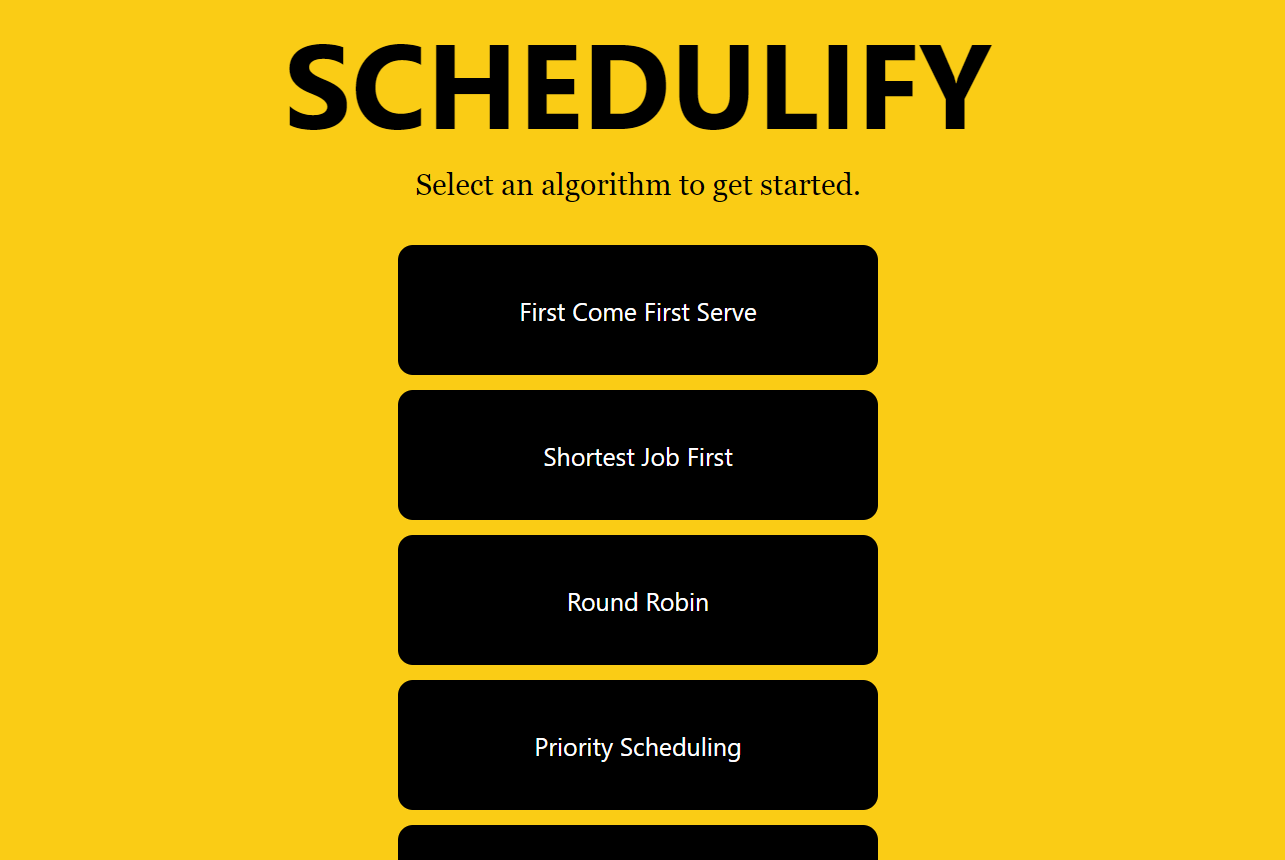 SCHEDULIFY
Select an algorithm to get started.
First Come First Serve
Shortest Job First
Round Robin
Priority Scheduling